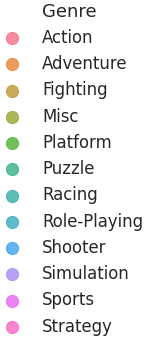 Genre
Action
Adventure
Fighting
Misc
Platform
Puzzle
Racing
Role-Playing
Shooter
Simulation
Sports
Strategy